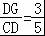 DG/CD = 3/5